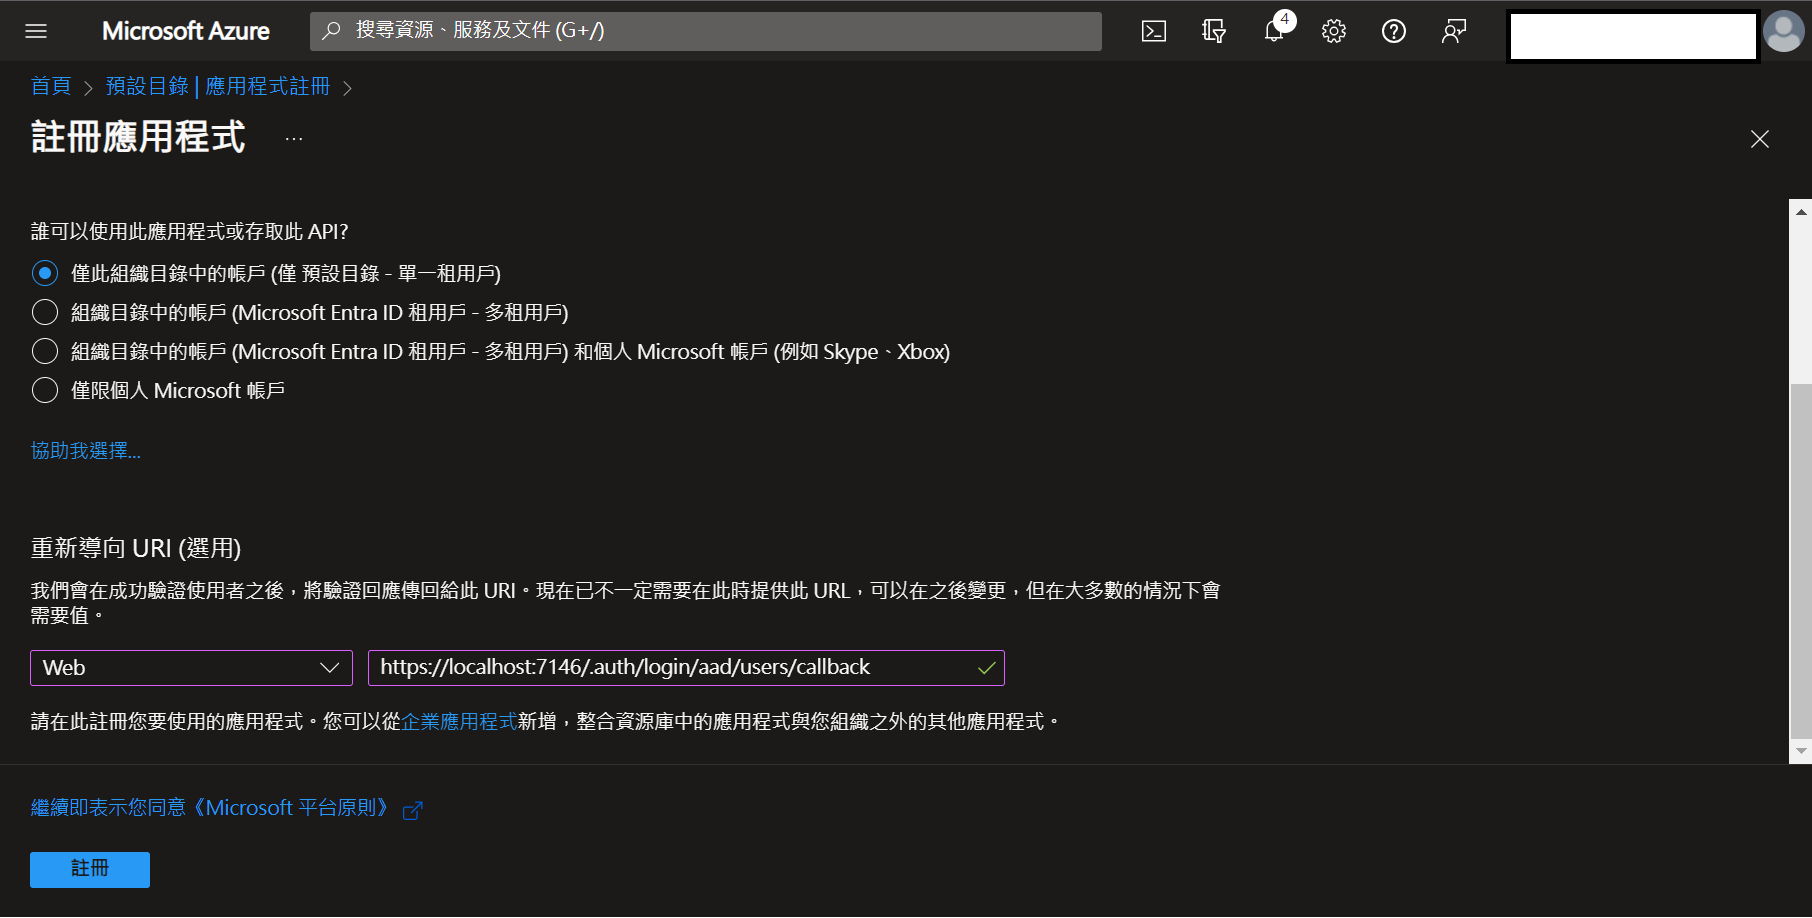 Microsoft Azure
搜尋資源、服務及文件 (G+/)
4
首頁 > 預設目錄 | 應用程式註冊 >
註冊應用程式 ...
誰可以使用此應用程式或存取此 API?
僅此組織目錄中的帳戶 (僅 預設目錄 - 單一租用戶)
組織目錄中的帳戶 (Microsoft Entra ID 租用戶 - 多租用戶)
組織目錄中的帳戶 (Microsoft Entra ID 租用戶 - 多租用戶) 和個人 Microsoft 帳戶 (例如 Skype、Xbox)
僅限個人 Microsoft 帳戶
協助我選擇...
重新導向 URI (選用)
我們會在成功驗證使用者之後，將驗證回應傳回給此 URI。現在已不一定需要在此時提供此 URL，可以在之後變更，但在大多數的情況下會
需要值。
Web
https://localhost:7146/.auth/login/aad/users/callback
請在此註冊您要使用的應用程式。您可以從企業應用程式新增，整合資源庫中的應用程式與您組織之外的其他應用程式。
繼續即表示您同意《Microsoft 平台原則》
註冊